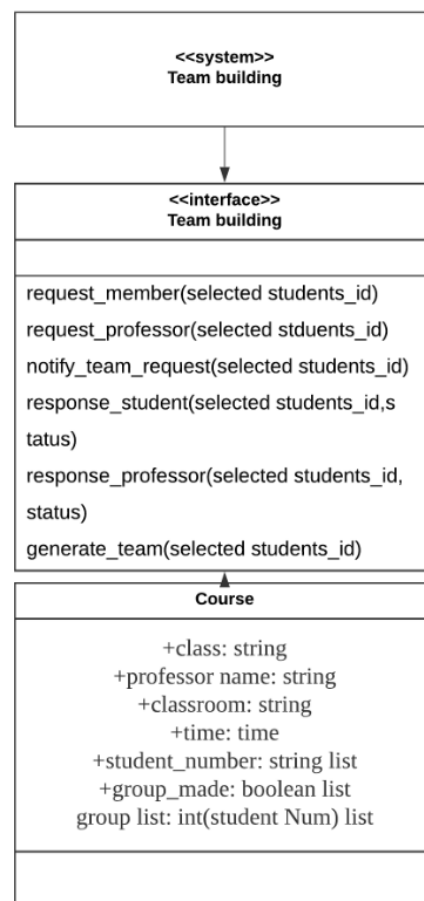 <<system>>
Team building
<<interface>>
Team building
request_member(selected students_id)
request_professor(selected stduents_id)
notify_team_request(selected students_id)
response_student(selected students_id,s
tatus)
response_professor(selected students_id,
status)
generate_team(selected students_id)
Course
+class: string
+professor name: string
+classroom: string
+time: time
+student_number: string list
+group_made: boolean list
group list: int(student Num) list